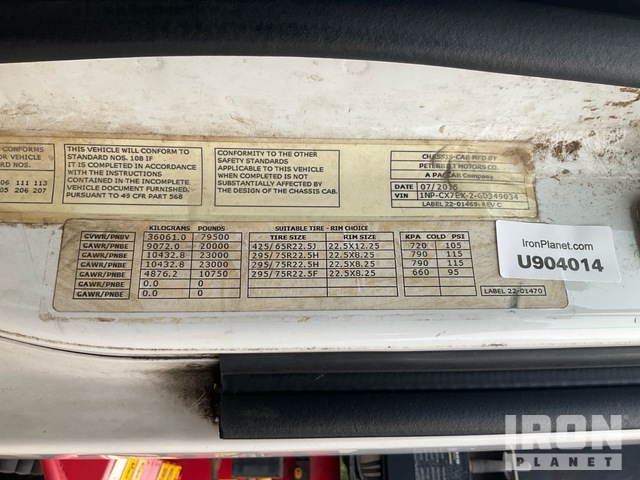 CONFORMS
OR VEHICLE
RD NOS.
06 111 113
05 206 207
THIS VEHICLE WILL CONFORM TO
STANDARD NOS. 108 IF
IT IS COMPLETED IN ACCORDANCE
WITH THE INSTRUCTIONS
CONTAINED IN THE INCOMPLETE
VEHICLE DOCUMENT FURNISHED.
PURSUANT TO 49 CFR PART 568
CONFORMITY TO THE OTHER
SAFETY STANDARDS
APPLICABLE TO THIS VEHICLE
WHEN COMPLETED IS NOT
SUBSTANTIALLY AFFECTED BY
THE DESIGN OF THE CHASSIS CAB.
CHASSIS-CAB MFD BY
PETERBILT MOTORS CO.
A PACCAR Company
DATE 07/2015
VIN 1NP-CX7EX-2-GD349034
LABEL 22-01469. REV C
KILOGRAMS POUNDS SUITABLE TIRE - RIM CHOICE
TIRE SIZE RIM SIZE KPA COLD PSI
GVWR/PNBV 36061.0 79500
GAWR/PNBE 9072.0 20000 425/65R22.5J 22.5X12.25 720 105
GAWR/PNBE 10432.8 23000 295/75R22.5H 22.5X8.25 790 115
GAWR/PNBE 10432.8 23000 295/75R22.5H 22.5X8.25 790 115
GAWR/PNBE 4876.2 10750 295/75R22.5F 22.5X8.25 660 95
GAWR/PNBE 0.0 0
GAWR/PNBE 0.0 0
LABEL 22-01470
IronPlanet.com
U904014
IRON
PLANET